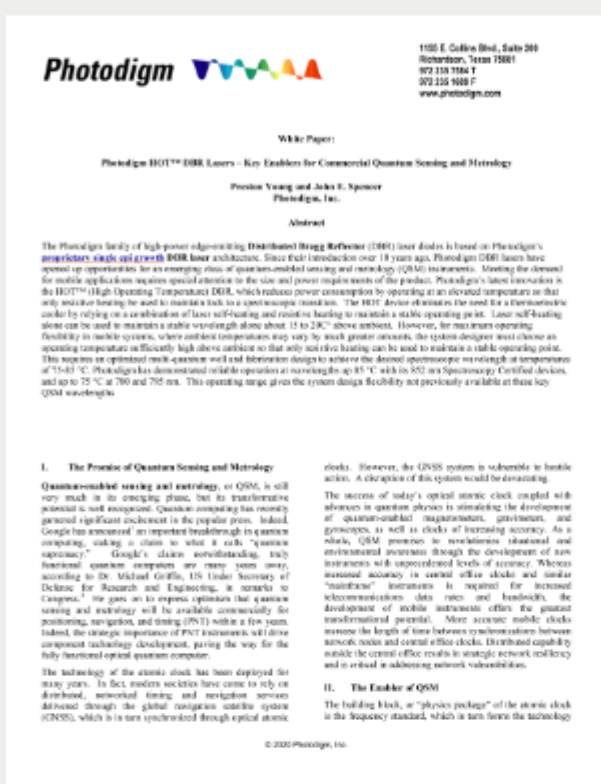 Photodigm
1155 E. Collins Blvd., Suite 200
Richardson, Texas 75081
www.photodigm.com
White Paper:
Photodigm HOT™ DBR Lasers – Key Enablers for Commercial Quantum Sensing and Metrology
Preston Young and John E. Spencer
Photodigm, Inc.
Abstract
The Photodigm family of high-power edge-emitting Distributed Bragg Reflector (DBR) laser diodes is based on Photodigm's
proprietary single epi growth DBR laser architecture. Since their introduction over 10 years ago, Photodigm DBR lasers have
opened up opportunities for an emerging class of quantum-enabled sensing and metrology (QSM) instruments. Meeting the demand
for mobile applications requires special attention to the size and power requirements of the product. Photodigm's latest innovation is
the HOT™ (High Operating Temperature) DBR, which reduces power consumption by operating at an elevated temperature so that
only resistive heating be used to maintain lock to a spectroscopic transition. The HOT device eliminates the need for a thermoelectric
cooler by relying on a combination of laser self-heating and resistive heating to maintain a stable operating point. Laser self-heating
alone can be used to maintain a stable wavelength alone about 15 to 20C° above ambient. However, for maximum operating
flexibility in mobile systems, where ambient temperatures may vary by much greater amounts, the system designer must choose an
operating temperature sufficiently high above ambient so that only resistive heating can be used to maintain a stable operating point.
This requires an optimized multi-quantum well and fabrication design to achieve the desired spectroscopic wavelength at temperatures
of 75-85 °C. Photodigm has demonstrated reliable operation at wavelengths up 85 °C with its 852 nm Spectroscopy Certified devices,
and up to 75 °C at 780 and 795 nm. This operating range gives the system design flexibility not previously available at these key
QSM wavelengths
I. The Promise of Quantum Sensing and Metrology
Quantum-enabled sensing and metrology, or QSM, is still
very much in its emerging phase, but its transformative
potential is well recognized. Quantum computing has recently
garnered significant excitement in the popular press. Indeed,
Google has announced an important breakthrough in quantum
computing, staking a claim to what it calls "quantum
supremacy." Google's claims notwithstanding, truly
functional quantum computers are many years away,
according to Dr. Michael Griffin, US Under Secretary of
Defense for Research and Engineering, in remarks to
Congress. He goes on to express optimism that quantum
sensing and metrology will be available commercially for
positioning, navigation, and timing (PNT) within a few years.
Indeed, the strategic importance of PNT instruments will drive
component technology development, paving the way for the
fully functional optical quantum computer.
The technology of the atomic clock has been deployed for
many years. In fact, modern societies have come to rely on
distributed, networked timing and navigation services
delivered through the global navigation satellite system
(GNSS), which is in turn synchronized through optical atomic
clocks. However, the GNSS system is vulnerable to hostile
action. A disruption of this system would be devastating.
The success of today's optical atomic clock coupled with
advances in quantum physics is stimulating the development
of quantum-enabled magnetometers, gravimeters, and
gyroscopes, as well as clocks of increasing accuracy. As a
whole, QSM promises to revolutionize situational and
environmental awareness through the development of new
instruments with unprecedented levels of accuracy. Whereas
increased accuracy in central office clocks and similar
"mainframe" instruments is required for increased
telecommunications data rates and bandwidth, the
development of mobile instruments offers the greatest
transformational potential. More accurate mobile clocks
increase the length of time between synchronizations between
network nodes and central office clocks. Distributed capability
outside the central office results in strategic network resiliency
and is critical in addressing network vulnerabilities.
II. The Enabler of QSM
The building block, or "physics package" of the atomic clock
is the frequency standard, which in turn forms the technology
© 2020 Photodigm, Inc.